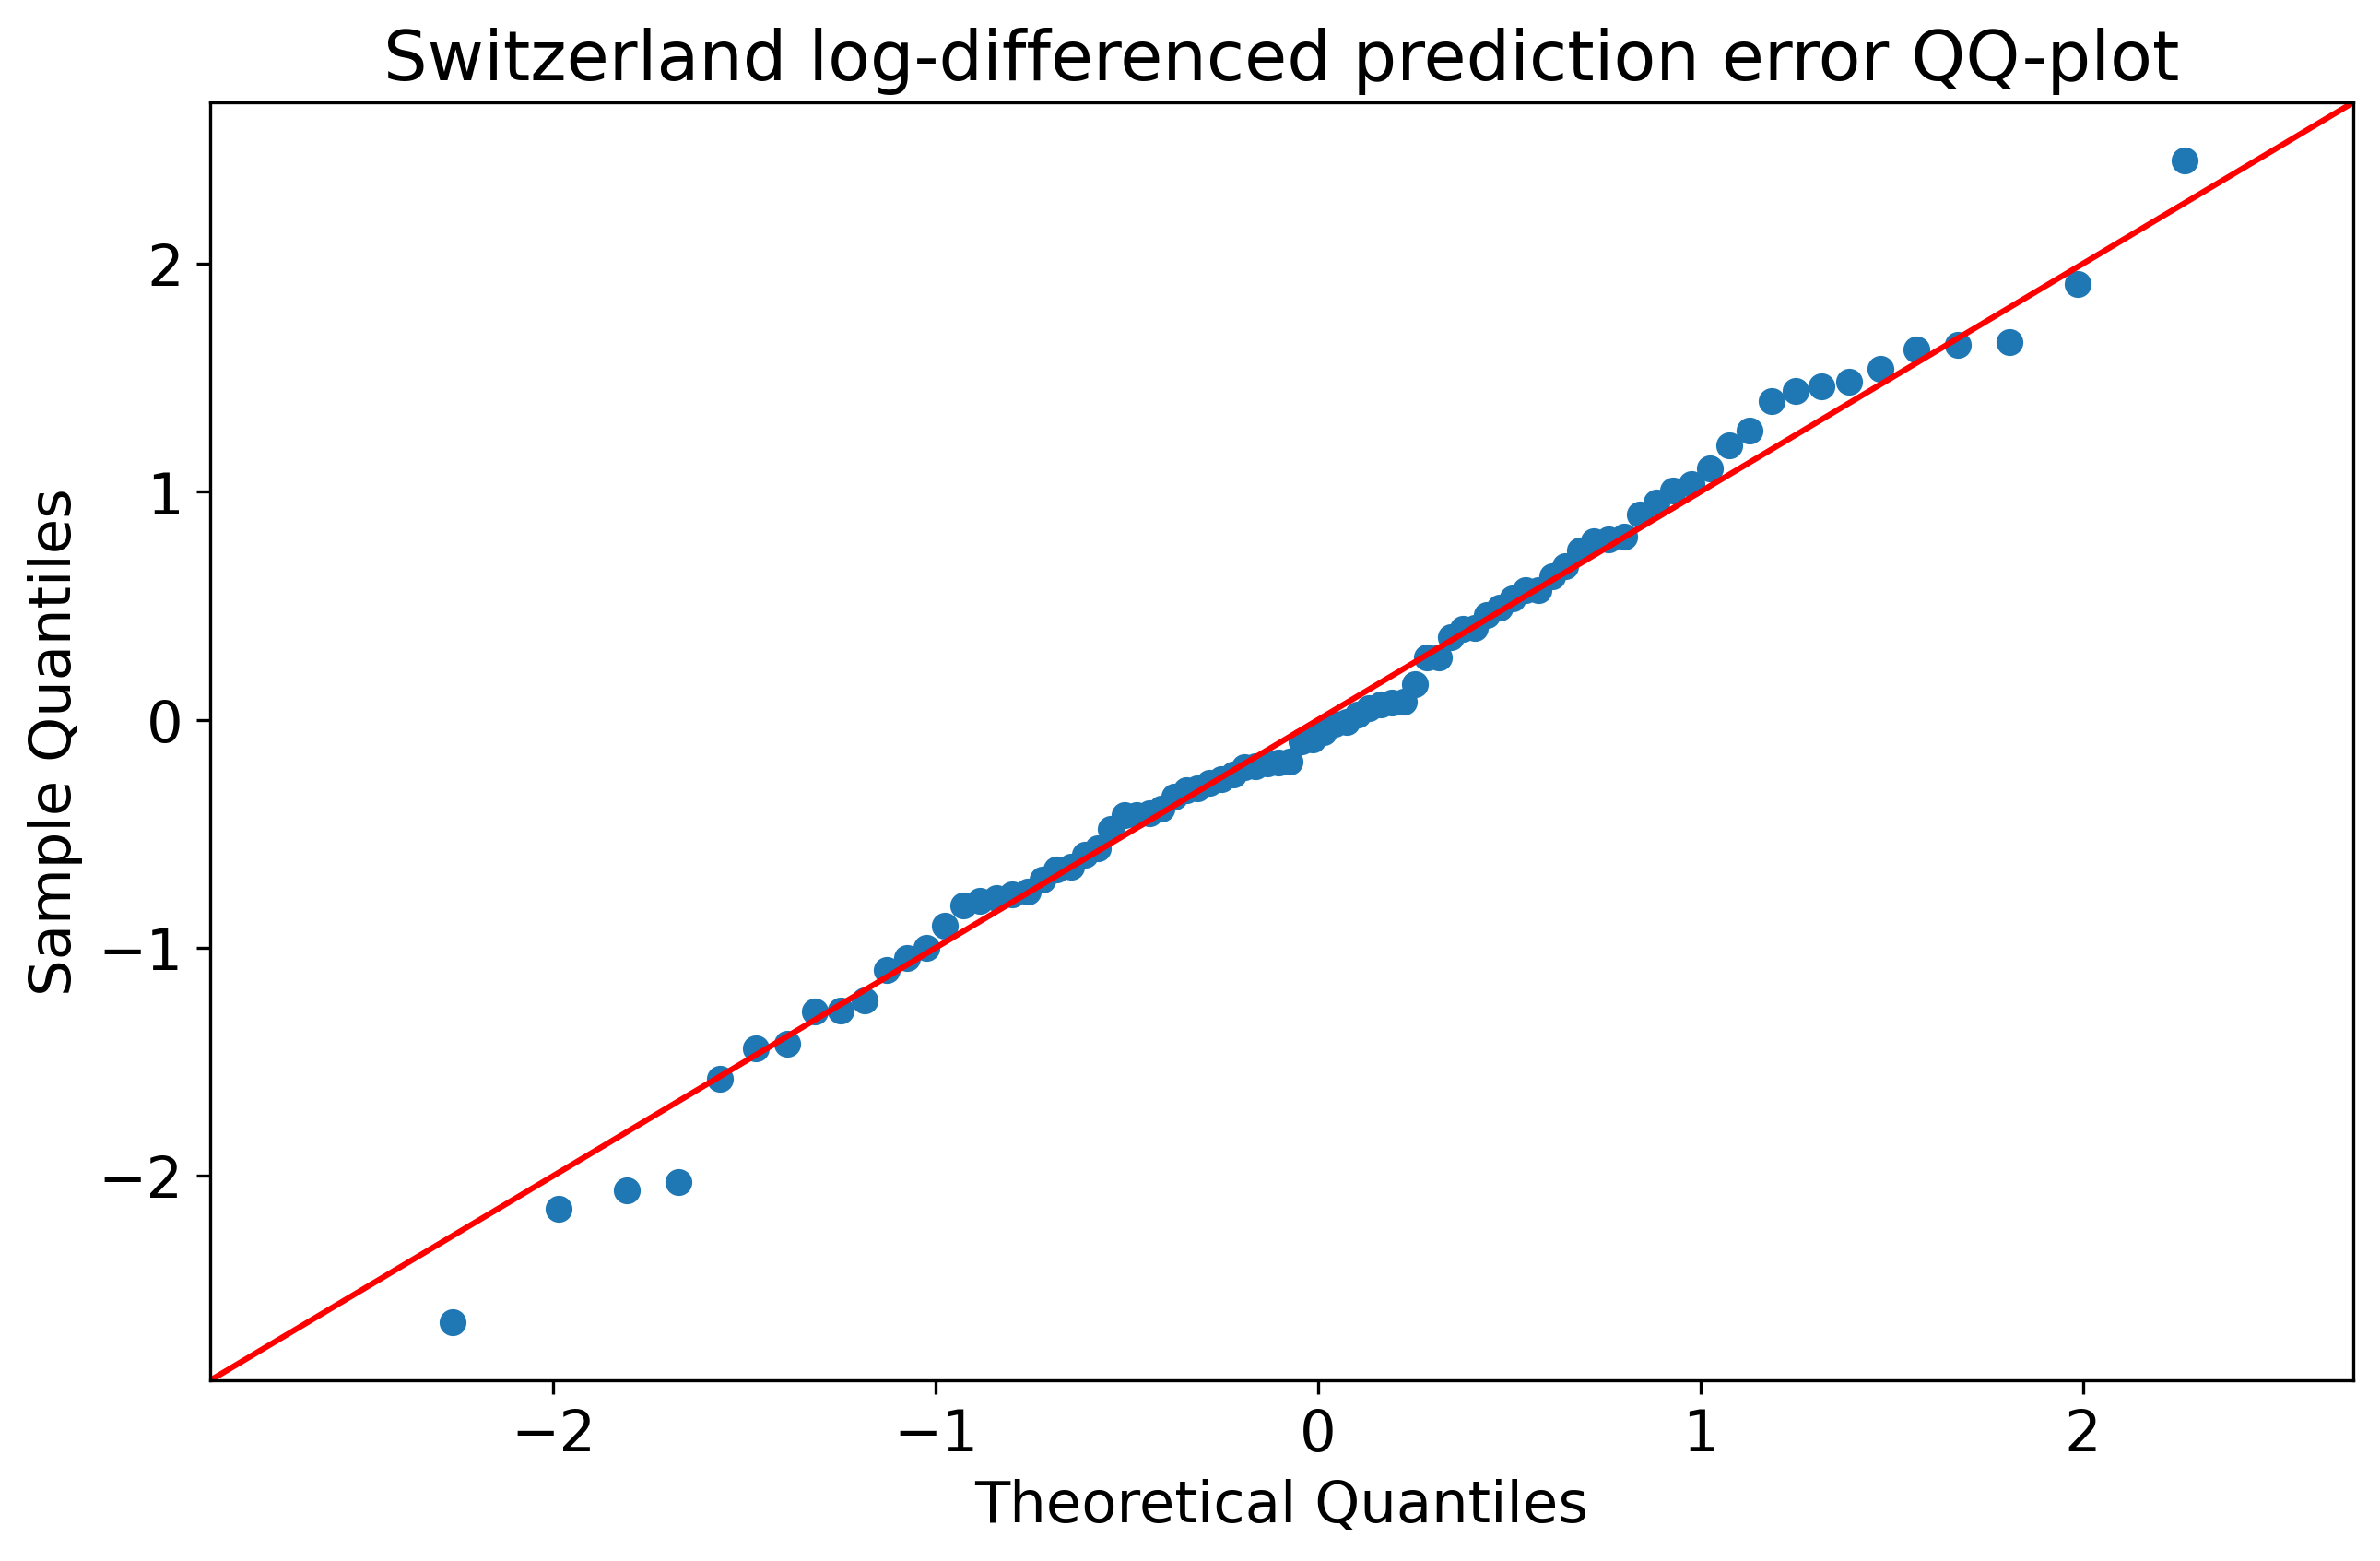 Switzerland log-differenced prediction error QQ-plot
Sample Quantiles
2
1
0
−1
−2
−2 −1 0 1 2
Theoretical Quantiles